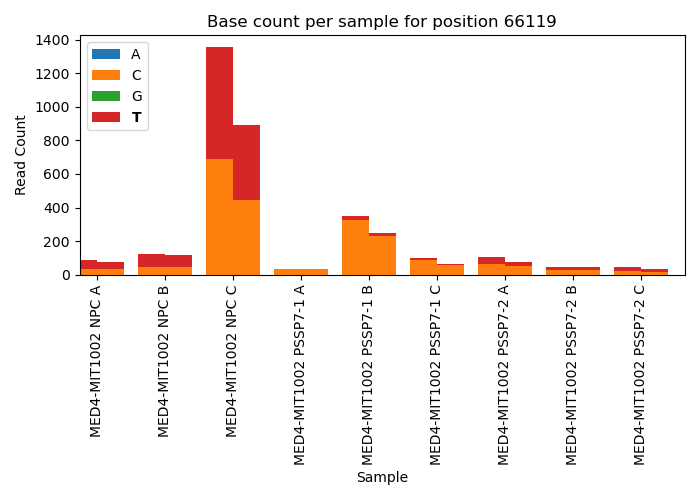 Base count per sample for position 66119
1400
1200
1000
800
600
400
200
0
Read Count
A
C
G
T
MED4-MIT1002 NPC A
MED4-MIT1002 NPC B
MED4-MIT1002 NPC C
MED4-MIT1002 PSSP7-1 A
MED4-MIT1002 PSSP7-1 B
MED4-MIT1002 PSSP7-1 C
MED4-MIT1002 PSSP7-2 A
MED4-MIT1002 PSSP7-2 B
MED4-MIT1002 PSSP7-2 C
Sample